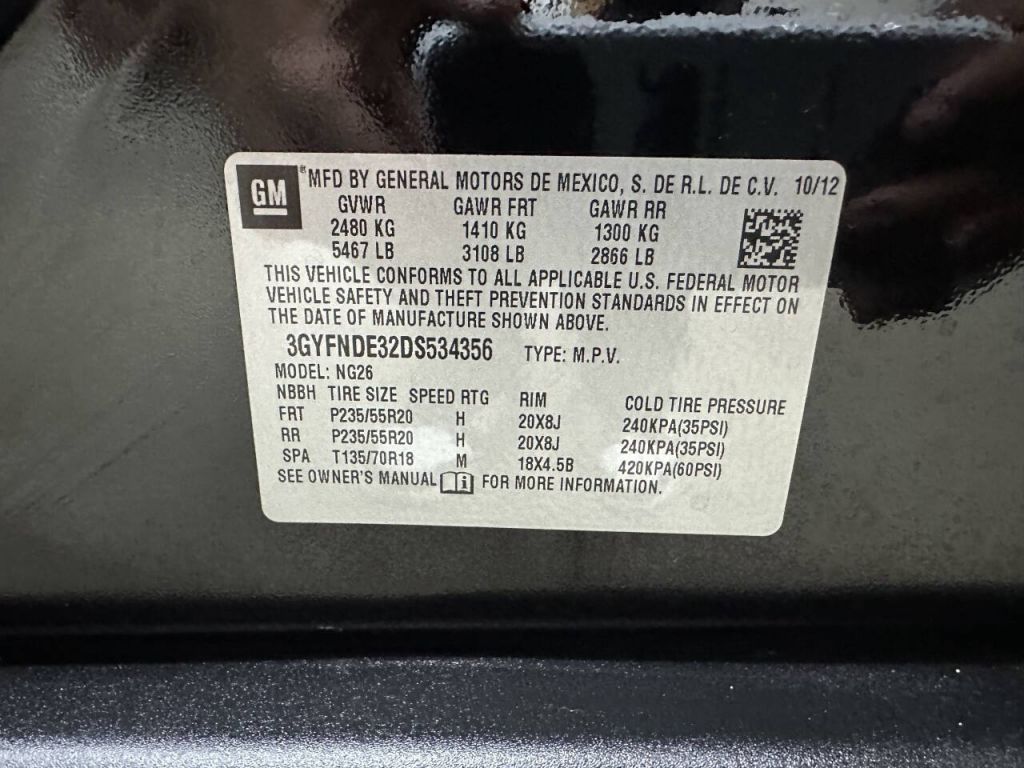 GM ® MFD BY GENERAL MOTORS DE MEXICO, S. DE R.L. DE C.V. 10/12
GVWR GAWR FRT GAWR RR
2480 KG 1410 KG 1300 KG
5467 LB 3108 LB 2866 LB
THIS VEHICLE CONFORMS TO ALL APPLICABLE U.S. FEDERAL MOTOR
VEHICLE SAFETY AND THEFT PREVENTION STANDARDS IN EFFECT ON
THE DATE OF MANUFACTURE SHOWN ABOVE.
3GYFNDE32DS534356 TYPE: M.P.V.
MODEL: NG26
NBBH TIRE SIZE SPEED RTG RIM COLD TIRE PRESSURE
FRT P235/55R20 H 20X8J 240KPA(35PSI)
RR P235/55R20 H 20X8J 240KPA(35PSI)
SPA T135/70R18 M 18X4.5B 420KPA(60PSI)
SEE OWNER'S MANUAL i FOR MORE INFORMATION.